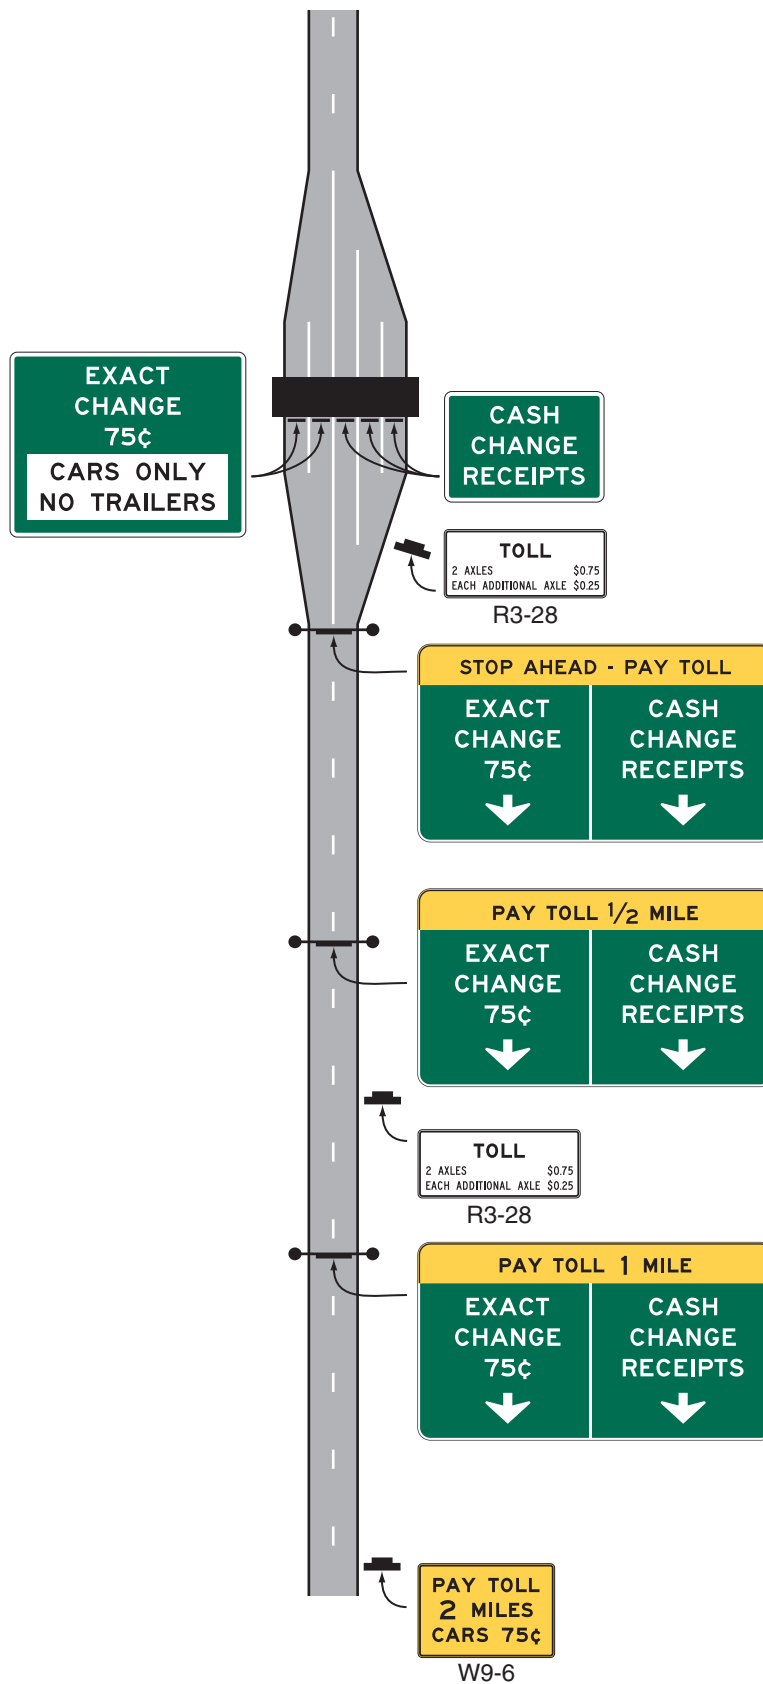 EXACT
CHANGE
75¢
CARS ONLY
NO TRAILERS
CASH
CHANGE
RECEIPTS
TOLL
2 AXLES $0.75
EACH ADDITIONAL AXLE $0.25
R3-28
STOP AHEAD - PAY TOLL
EXACT
CHANGE
75¢
CASH
CHANGE
RECEIPTS
PAY TOLL 1/2 MILE
EXACT
CHANGE
75¢
CASH
CHANGE
RECEIPTS
TOLL
2 AXLES $0.75
EACH ADDITIONAL AXLE $0.25
R3-28
PAY TOLL 1 MILE
EXACT
CHANGE
75¢
CASH
CHANGE
RECEIPTS
PAY TOLL
2 MILES
CARS 75¢
W9-6